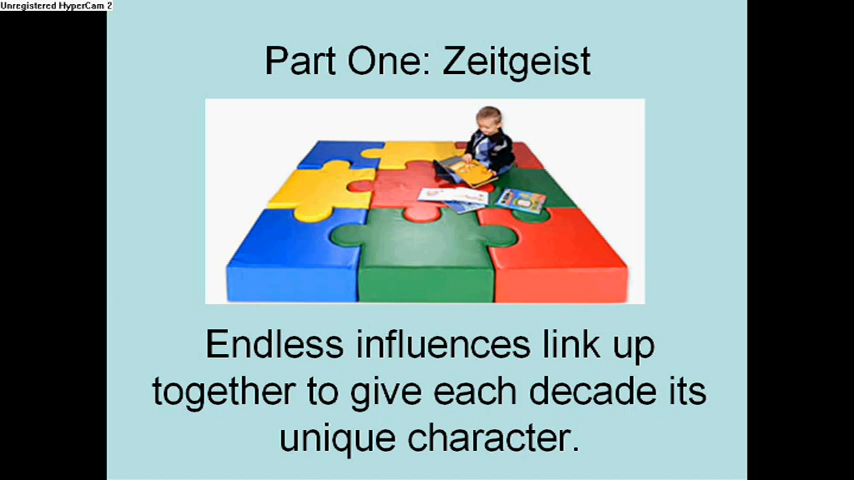 Unregistered HyperCam 2
Part One: Zeitgeist
Endless influences link up
together to give each decade its
unique character.